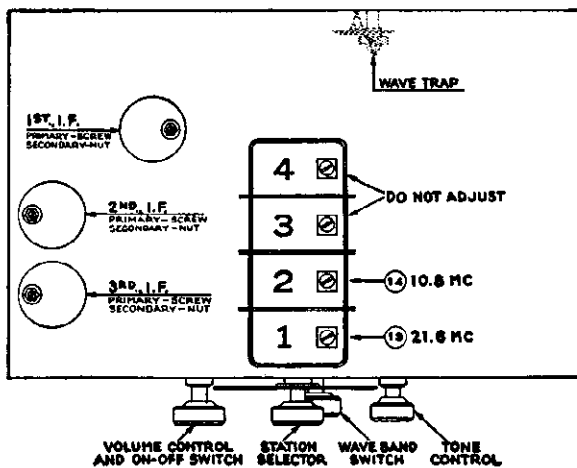 WAVE TRAP
1ST. I.F.
PRIMARY-SCREW
SECONDARY-NUT
2ND. I.F.
PRIMARY-SCREW
SECONDARY-NUT
3RD. I.F.
PRIMARY-SCREW
SECONDARY-NUT
4
3
2
1
DO NOT ADJUST
14 10.8 MC
13 21.6 MC
VOLUME CONTROL
AND ON-OFF SWITCH
STATION
SELECTOR
WAVE BAND
SWITCH
TONE
CONTROL